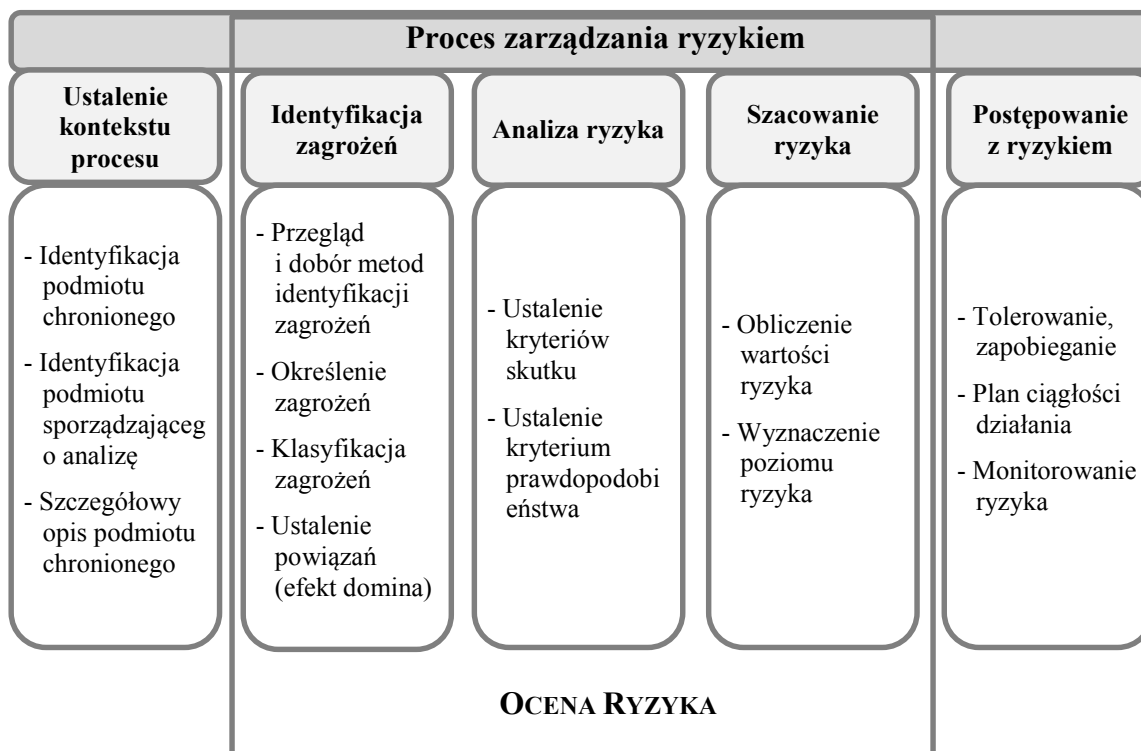 Proces zarządzania ryzykiem
Ustalenie
kontekstu
procesu
- Identyfikacja
podmiotu
chronionego
- Identyfikacja
podmiotu
sporządzająceg
o analizę
- Szczegółowy
opis podmiotu
chronionego
Identyfikacja
zagrożeń
- Przegląd
i dobór metod
identyfikacji
zagrożeń
- Określenie
zagrożeń
- Klasyfikacja
zagrożeń
- Ustalenie
powiązań
(efekt domina)
Analiza ryzyka
- Ustalenie
kryteriów
skutku
- Ustalenie
kryterium
prawdopodobi
eństwa
Szacowanie
ryzyka
- Obliczenie
wartości
ryzyka
- Wyznaczenie
poziomu
ryzyka
Postępowanie
z ryzykiem
- Tolerowanie,
zapobieganie
- Plan ciągłości
działania
- Monitorowanie
ryzyka
OCENA RYZYKA